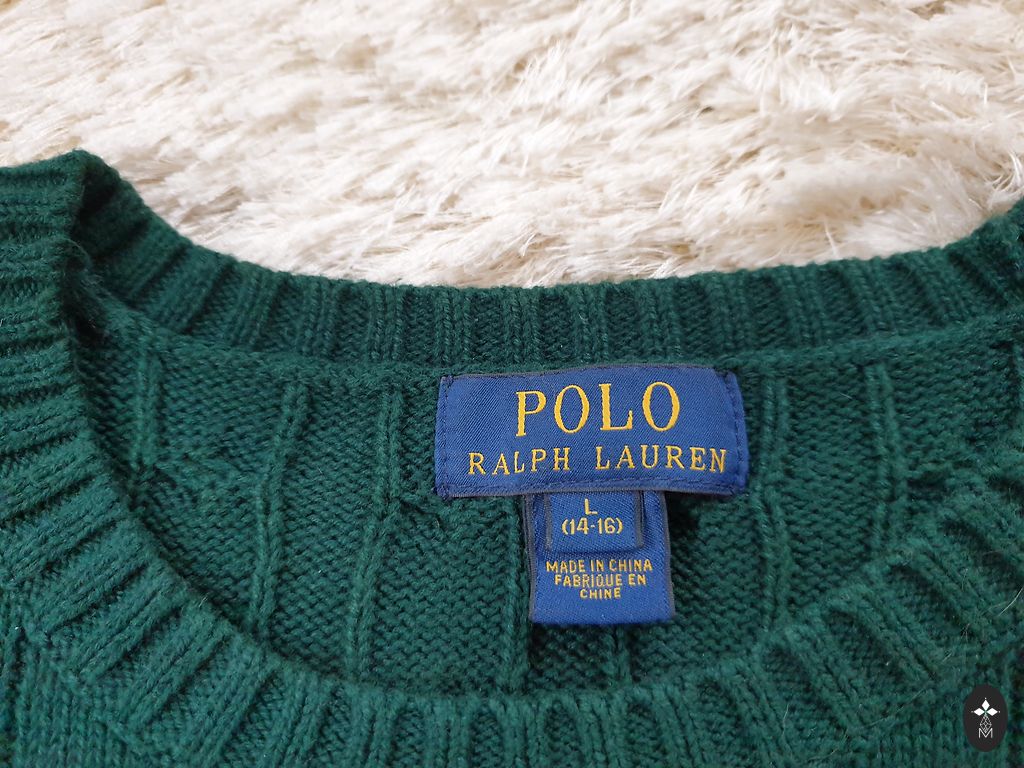 POLO
RALPH LAUREN
L
(14-16)
MADE IN CHINA
FABRIQUE EN
CHINE
M